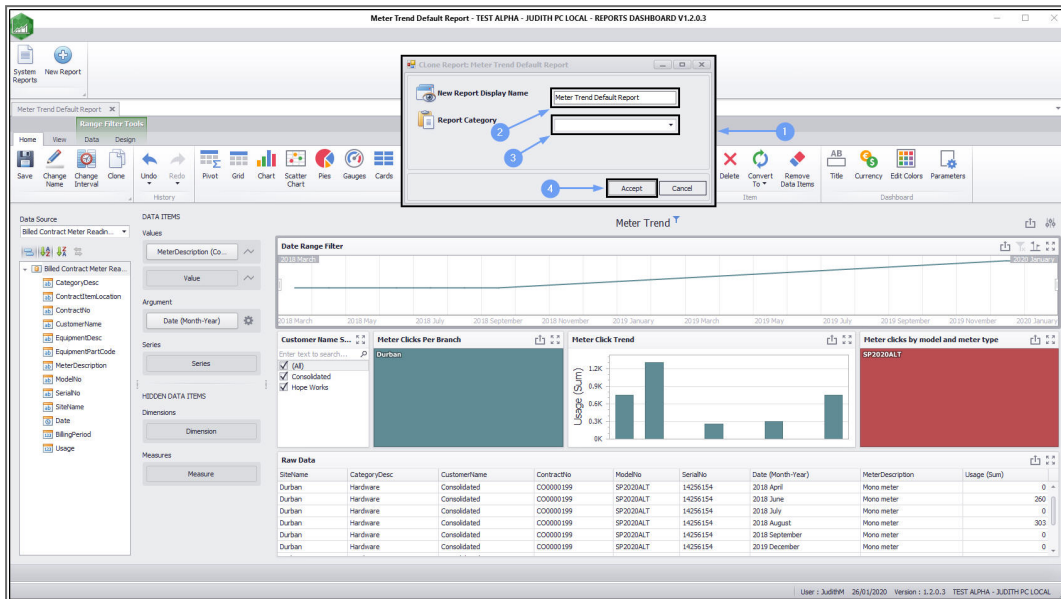 Meter Trend Default Report - TEST ALPHA - JUDITH PC LOCAL - REPORTS DASHBOARD V1.2.0.3
System Reports
New Report
CLone Report: Meter Trend Default Report
New Report Display Name
Meter Trend Default Report
Report Category
1
2
3
4
Accept
Cancel
Meter Trend Default Report
Range Filter Tools
Home View Data Design
Save
Change Name
Change Interval
Clone
Undo
Redo
Pivot
Grid
Chart
Scatter Chart
Pies
Gauges
Cards
Delete
Convert To
Remove Data Items
AB
Title
Currency
Edit Colors
Parameters
History
Item
Dashboard
Data Source
Billed Contract Meter Readin...
Billed Contract Meter Rea...
CategoryDesc
ContractItemLocation
ContractNo
CustomerName
EquipmentDesc
EquipmentPartCode
MeterDescription
ModelNo
SerialNo
SiteName
Date
BillingPeriod
Usage
DATA ITEMS
Values
MeterDescription (Co...
Value
Argument
Date (Month-Year)
Series
Series
HIDDEN DATA ITEMS
Dimensions
Dimension
Measures
Measure
Meter Trend
Date Range Filter
2018 March
2020 January
2018 March 2018 May 2018 July 2018 September 2018 November 2019 January 2019 March 2019 May 2019 July 2019 September 2019 November 2020 January
Customer Name S...
Enter text to search...
(All)
Consolidated
Hope Works
Meter Clicks Per Branch
Durban
Meter Click Trend
Usage (Sum)
1.2K
0.9K
0.6K
0.3K
0K
Meter clicks by model and meter type
SP2020ALT
Raw Data
SiteName CategoryDesc CustomerName ContractNo ModelNo SerialNo Date (Month-Year) MeterDescription Usage (Sum)
Durban Hardware Consolidated CO0000199 SP2020ALT 14256154 2018 April Mono meter 0
Durban Hardware Consolidated CO0000199 SP2020ALT 14256154 2018 June Mono meter 260
Durban Hardware Consolidated CO0000199 SP2020ALT 14256154 2018 July Mono meter 0
Durban Hardware Consolidated CO0000199 SP2020ALT 14256154 2018 August Mono meter 303
Durban Hardware Consolidated CO0000199 SP2020ALT 14256154 2018 September Mono meter 0
Durban Hardware Consolidated CO0000199 SP2020ALT 14256154 2019 December Mono meter 0
User : JudithM 26/01/2020 Version : 1.2.0.3 TEST ALPHA - JUDITH PC LOCAL